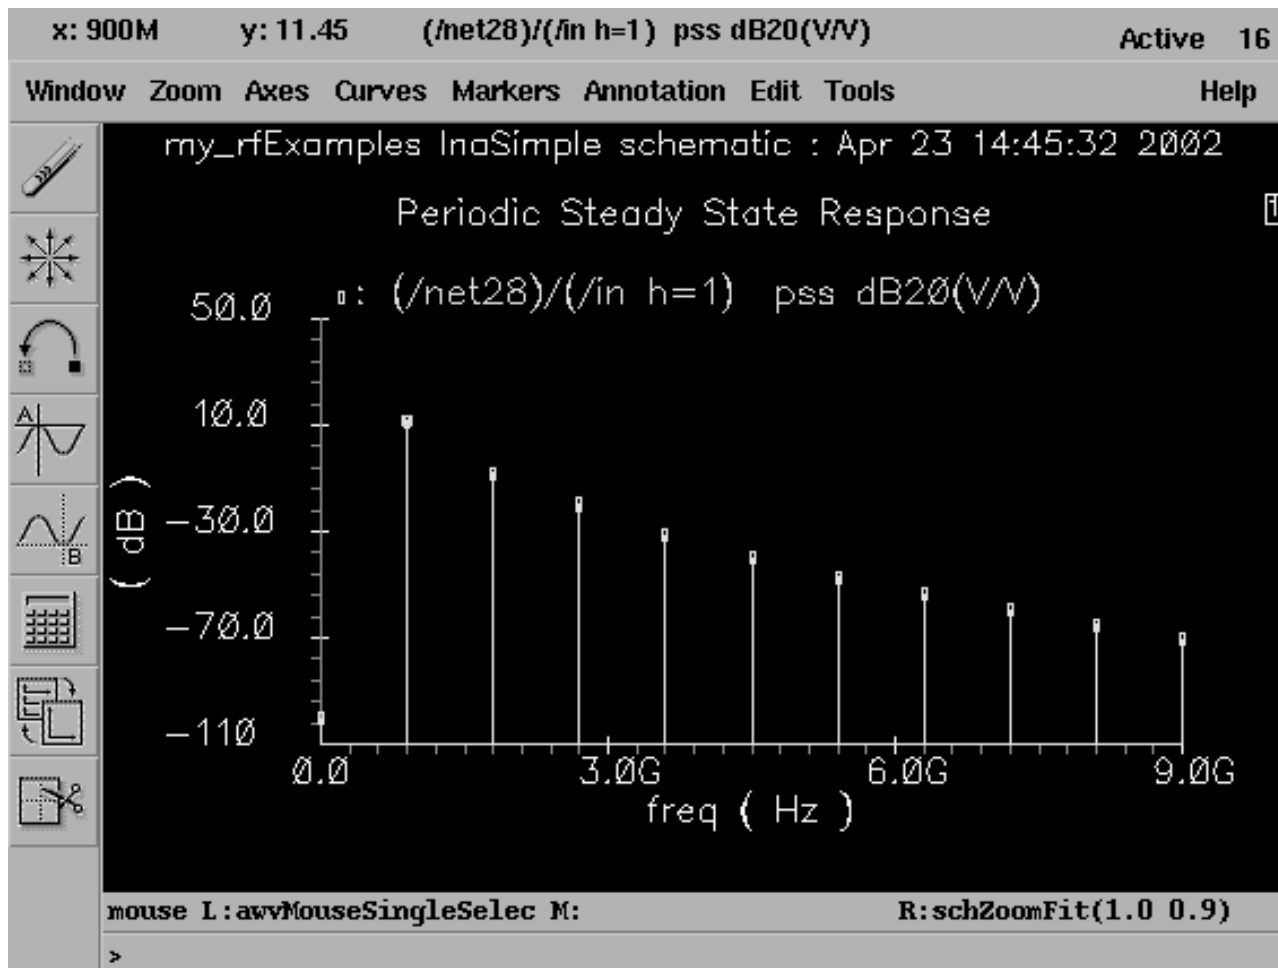 x: 900M y: 11.45 (/net28)/(/in h=1) pss dB20(V/V) Active 16
Window Zoom Axes Curves Markers Annotation Edit Tools Help
my_rfExamples lnaSimple schematic : Apr 23 14:45:32 2002
Periodic Steady State Response
: (/net28)/(/in h=1) pss dB20(V/V)
50.0
10.0
-30.0
-70.0
-110
( dB )
0.0 3.0G 6.0G 9.0G
freq ( Hz )
A
B
mouse L:awvMouseSingleSelec M: R:schZoomFit(1.0 0.9)
>